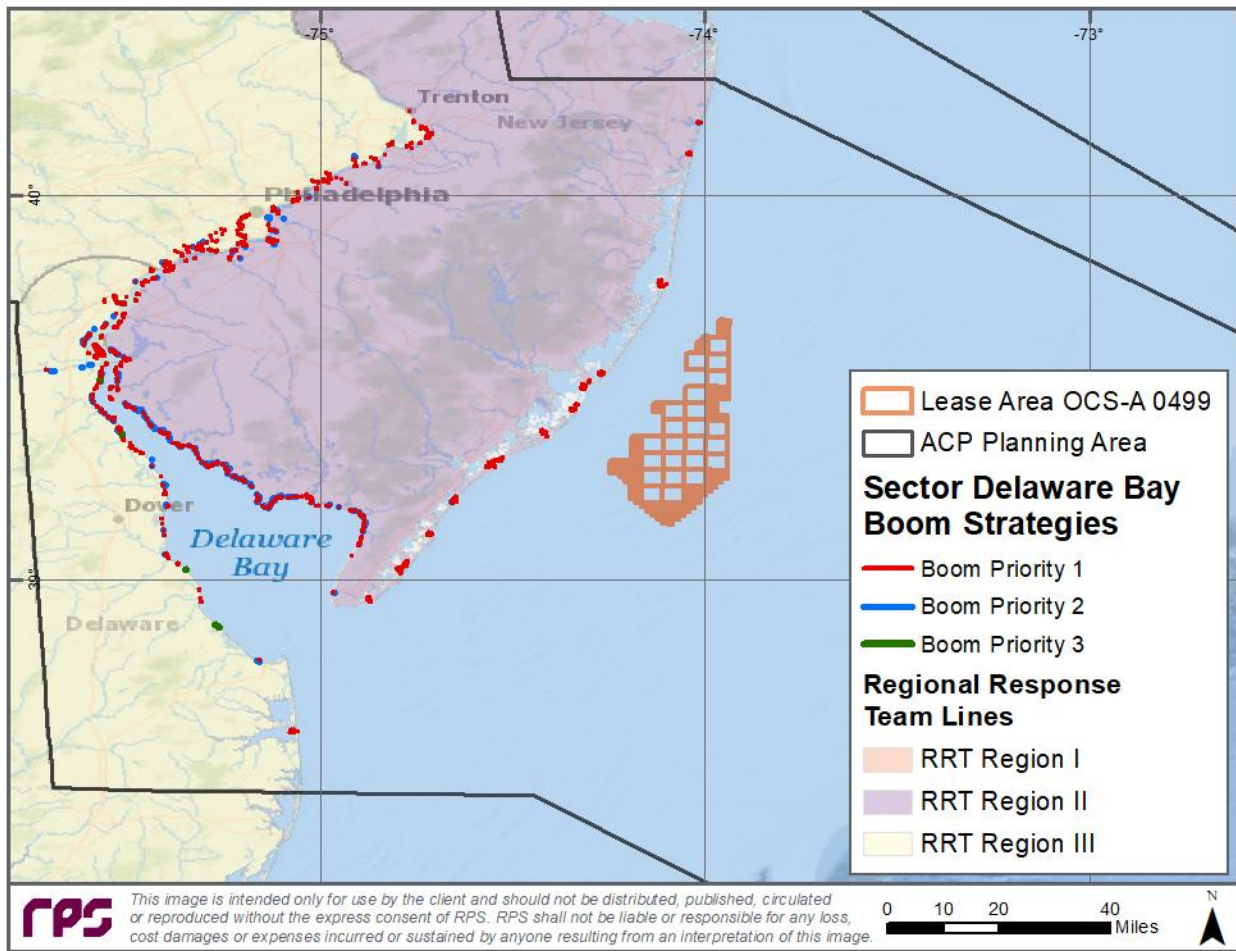 -75°
-74°
-73°
Trenton
New Jersey
40°
40°
Philadelphia
Dover
Delaware
Bay
39°
39°
Delaware
Lease Area OCS-A 0499
ACP Planning Area
Sector Delaware Bay
Boom Strategies
Boom Priority 1
Boom Priority 2
Boom Priority 3
Regional Response
Team Lines
RRT Region I
RRT Region II
RRT Region III
rps
This image is intended only for use by the client and should not be distributed, published, circulated
or reproduced without the express consent of RPS. RPS shall not be liable or responsible for any loss,
cost damages or expenses incurred or sustained by anyone resulting from an interpretation of this image.
0 10 20 40
Miles
N